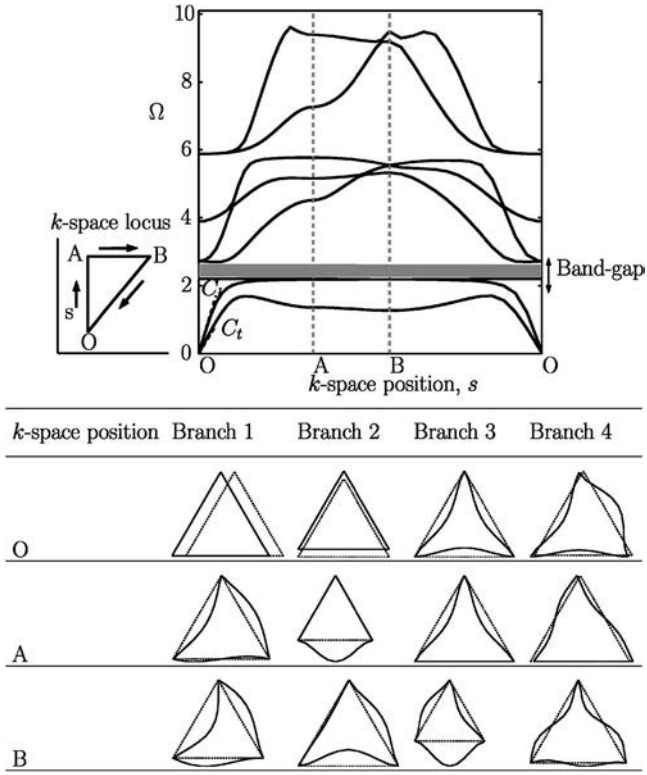 10
8
Ω
6
k-space locus
4
A
B
Band-gap
s
2
C_l
C_t
O
0
O
A
B
O
k-space position, s
k-space position Branch 1 Branch 2 Branch 3 Branch 4
O
A
B